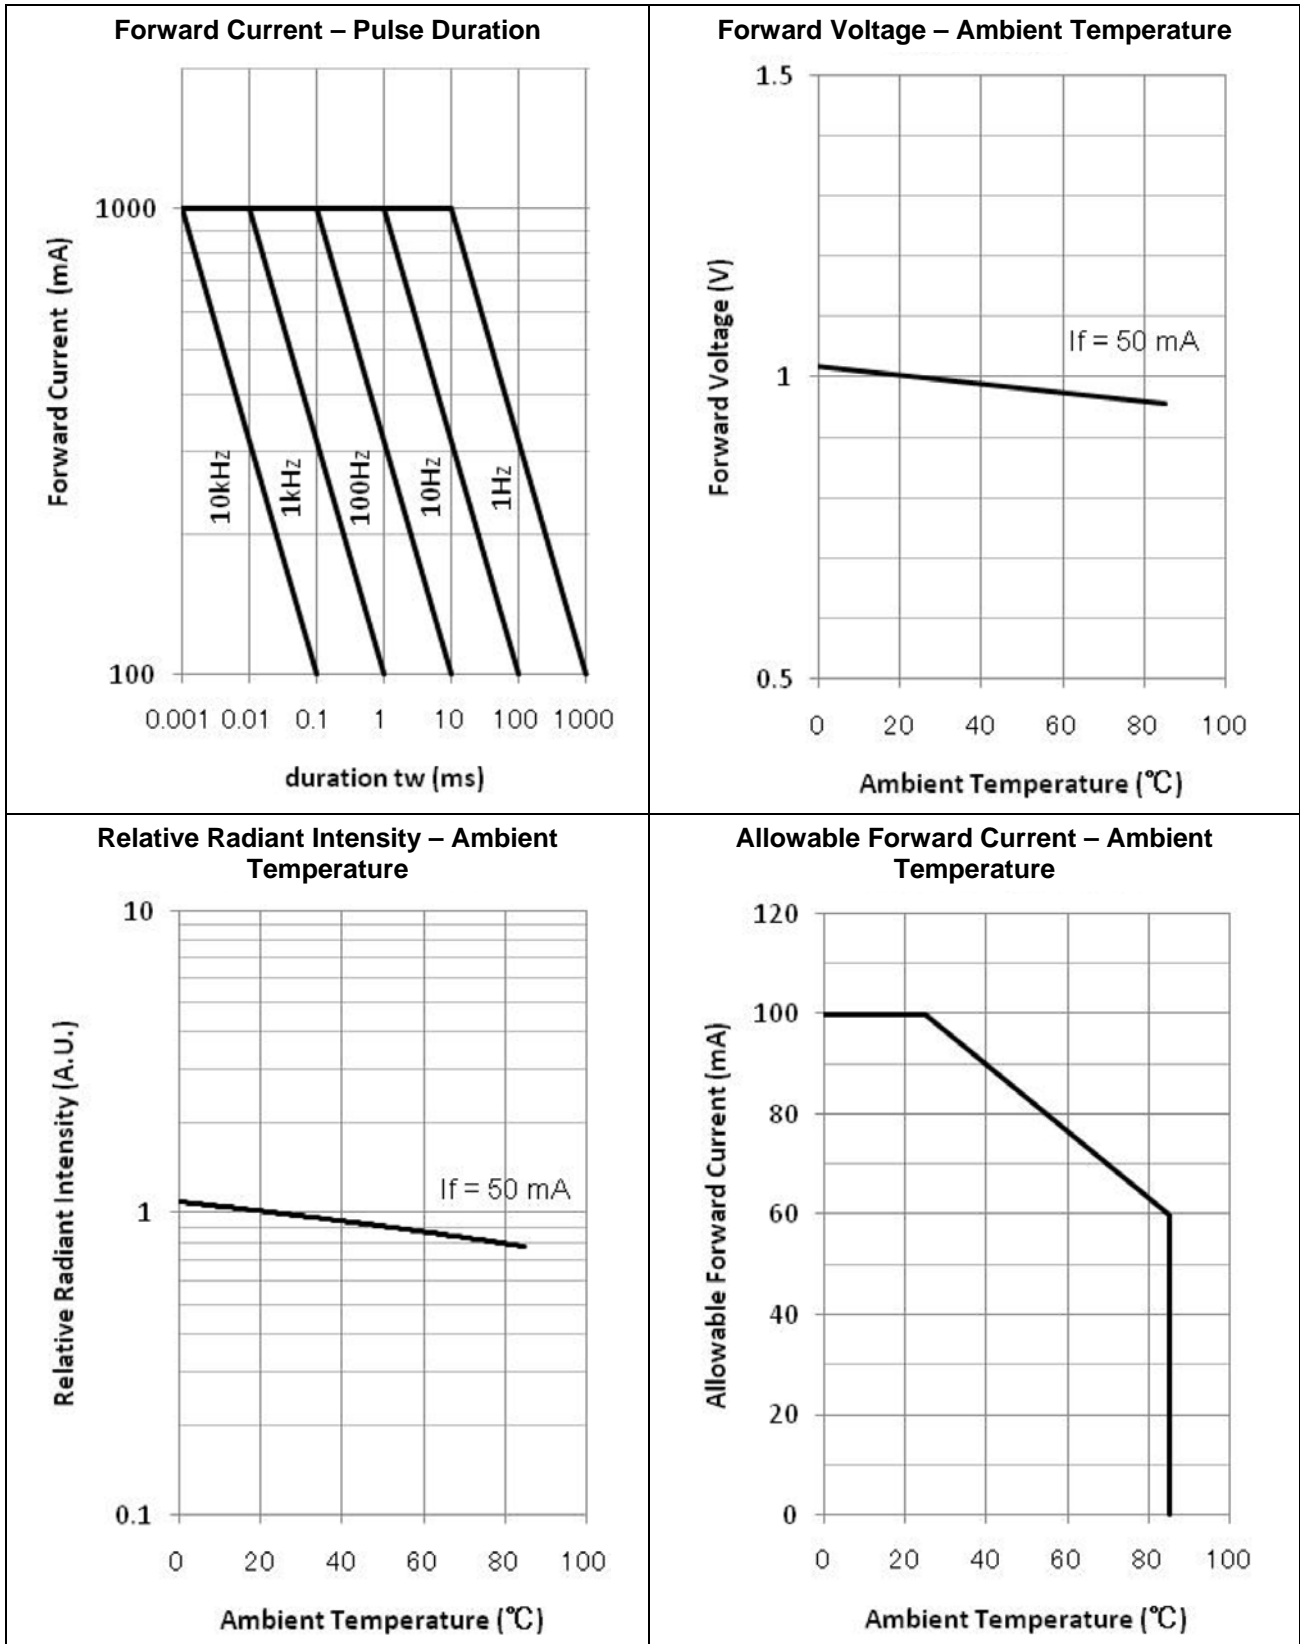 Forward Current – Pulse Duration
1000
100
Forward Current (mA)
10kHz
1kHz
100Hz
10Hz
1Hz
0.001 0.01 0.1 1 10 100 1000
duration tw (ms)
Forward Voltage – Ambient Temperature
1.5
1
0.5
Forward Voltage (V)
If = 50 mA
0 20 40 60 80 100
Ambient Temperature (℃)
Relative Radiant Intensity – Ambient
Temperature
10
1
0.1
Relative Radiant Intensity (A.U.)
If = 50 mA
0 20 40 60 80 100
Ambient Temperature (℃)
Allowable Forward Current – Ambient
Temperature
120
100
80
60
40
20
0
Allowable Forward Current (mA)
0 20 40 60 80 100
Ambient Temperature (℃)